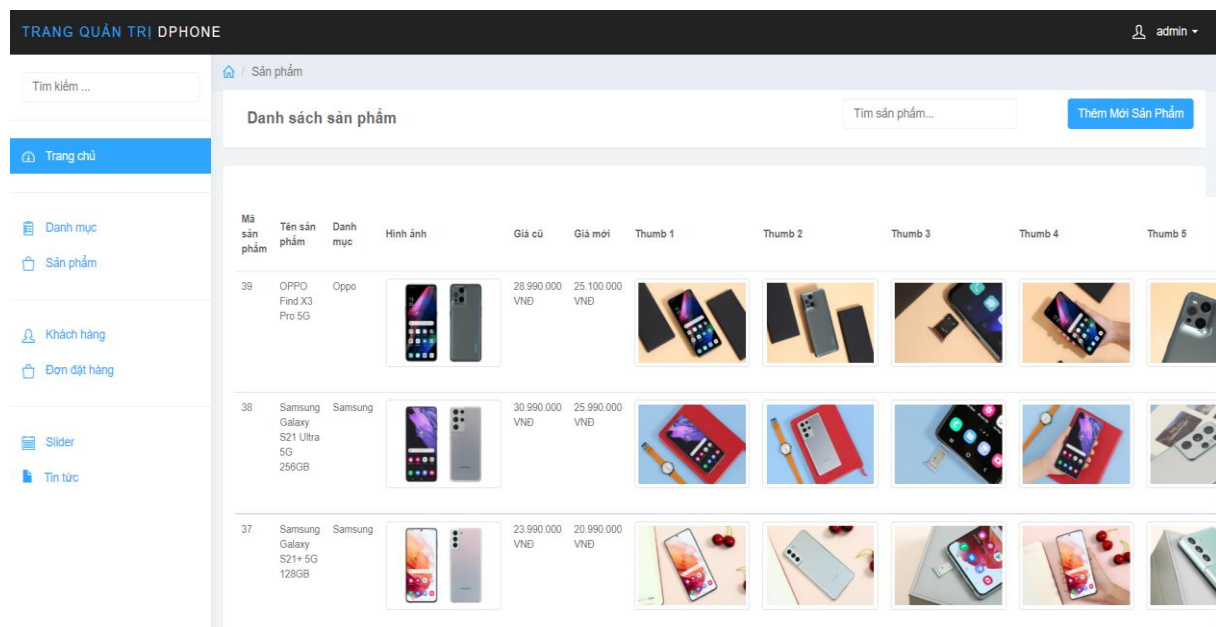 TRANG QUẢN TRỊ DPHONE
admin
Tìm kiếm ...
/ Sản phẩm
Danh sách sản phẩm
Tìm sản phẩm...
Thêm Mới Sản Phẩm
Trang chủ
Danh mục
Sản phẩm
Khách hàng
Đơn đặt hàng
Slider
Tin tức
Mã
sản
phẩm
Tên sản
phẩm
Danh
mục
Hình ảnh
Giá cũ
Giá mới
Thumb 1
Thumb 2
Thumb 3
Thumb 4
Thumb 5
39
OPPO
Find X3
Pro 5G
Oppo
28.990.000
VNĐ
25.100.000
VNĐ
38
Samsung
Galaxy
S21 Ultra
5G
256GB
Samsung
30.990.000
VNĐ
25.990.000
VNĐ
37
Samsung
Galaxy
S21+ 5G
128GB
Samsung
23.990.000
VNĐ
20.990.000
VNĐ